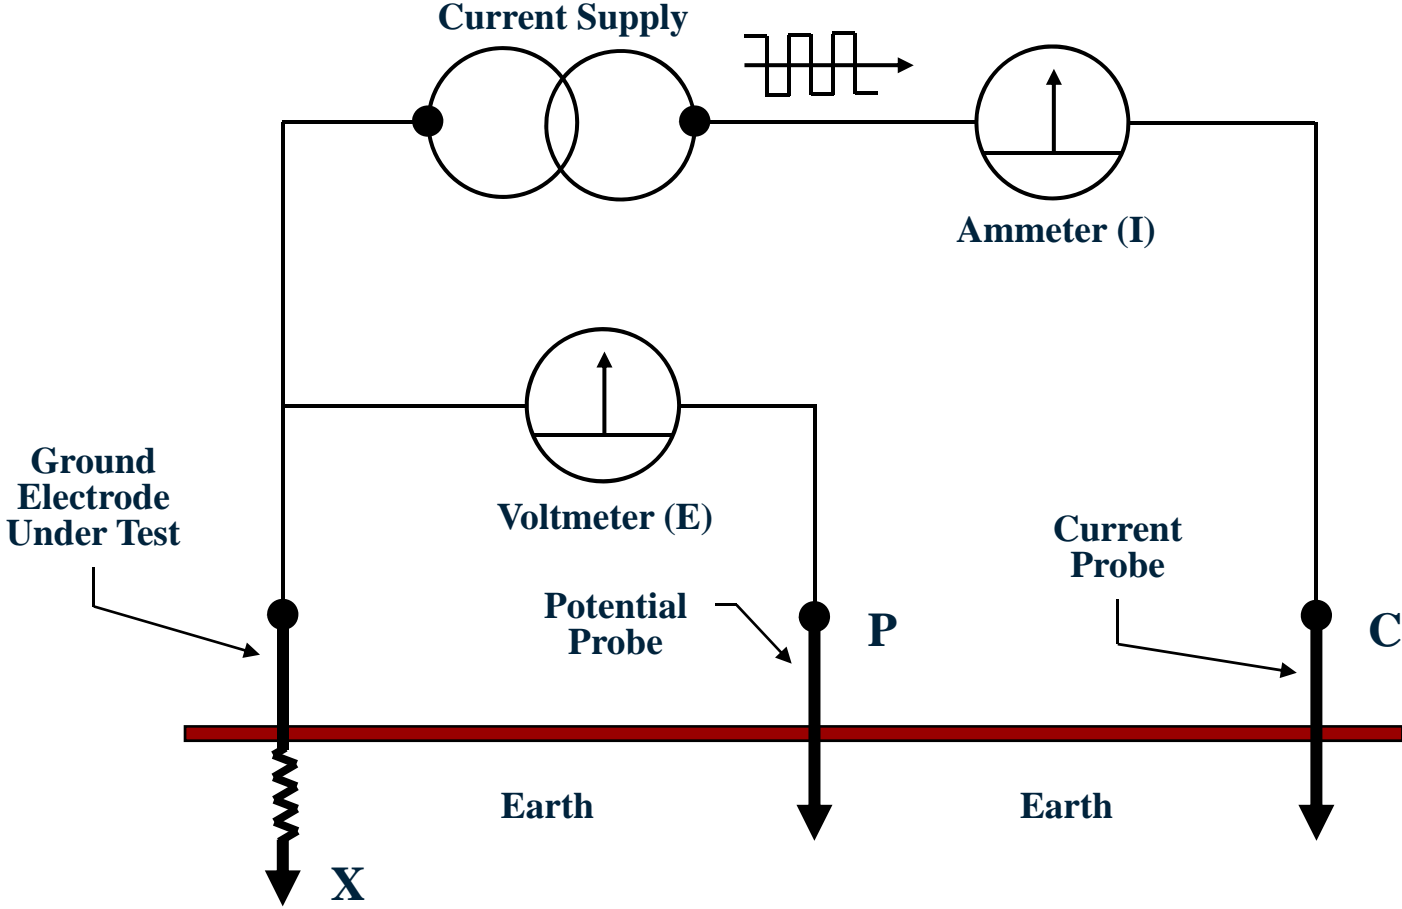 Current Supply
Ammeter (I)
Ground
Electrode
Under Test
Voltmeter (E)
Current
Probe
Potential
Probe
P
C
Earth
Earth
X